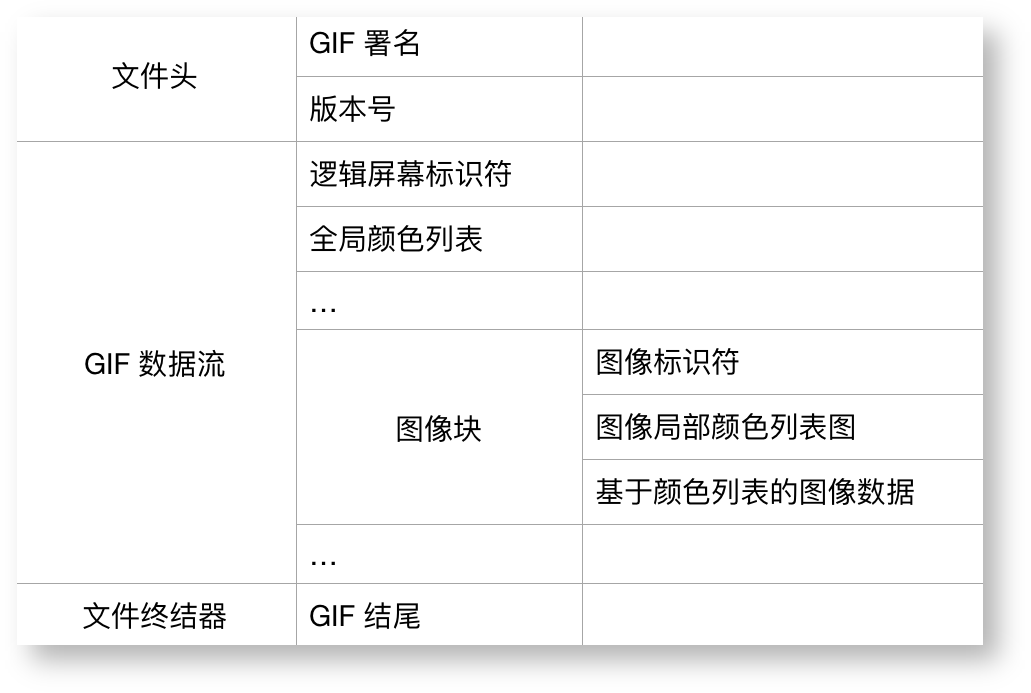 文件头
GIF 署名
版本号
GIF 数据流
逻辑屏幕标识符
全局颜色列表
…
图像块
图像标识符
图像局部颜色列表图
基于颜色列表的图像数据
…
文件终结器
GIF 结尾